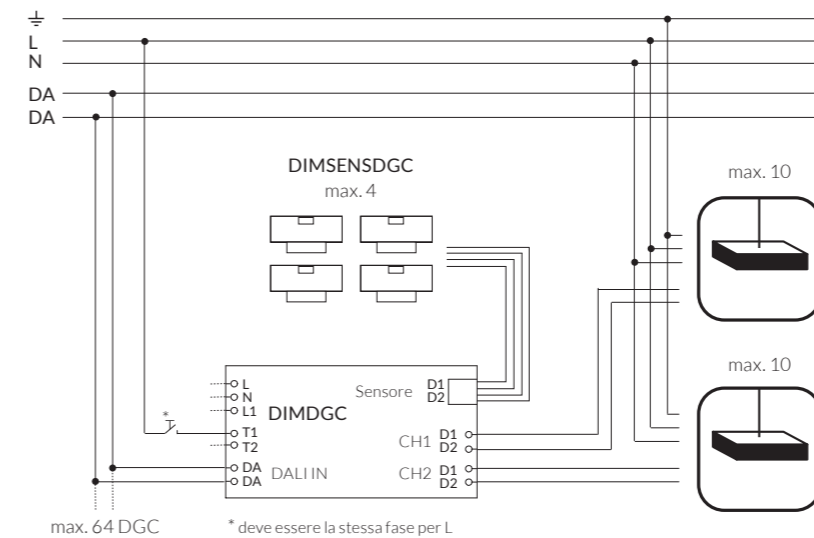 L
N
DA
DA
DIMSENSDGC
max. 4
max. 10
max. 10
L
N
L1
DIMDGC
Sensore
D1
D2
*
T1
T2
CH1
D1
D2
DA
DA
DALI IN
CH2
D1
D2
max. 64 DGC
* deve essere la stessa fase per L